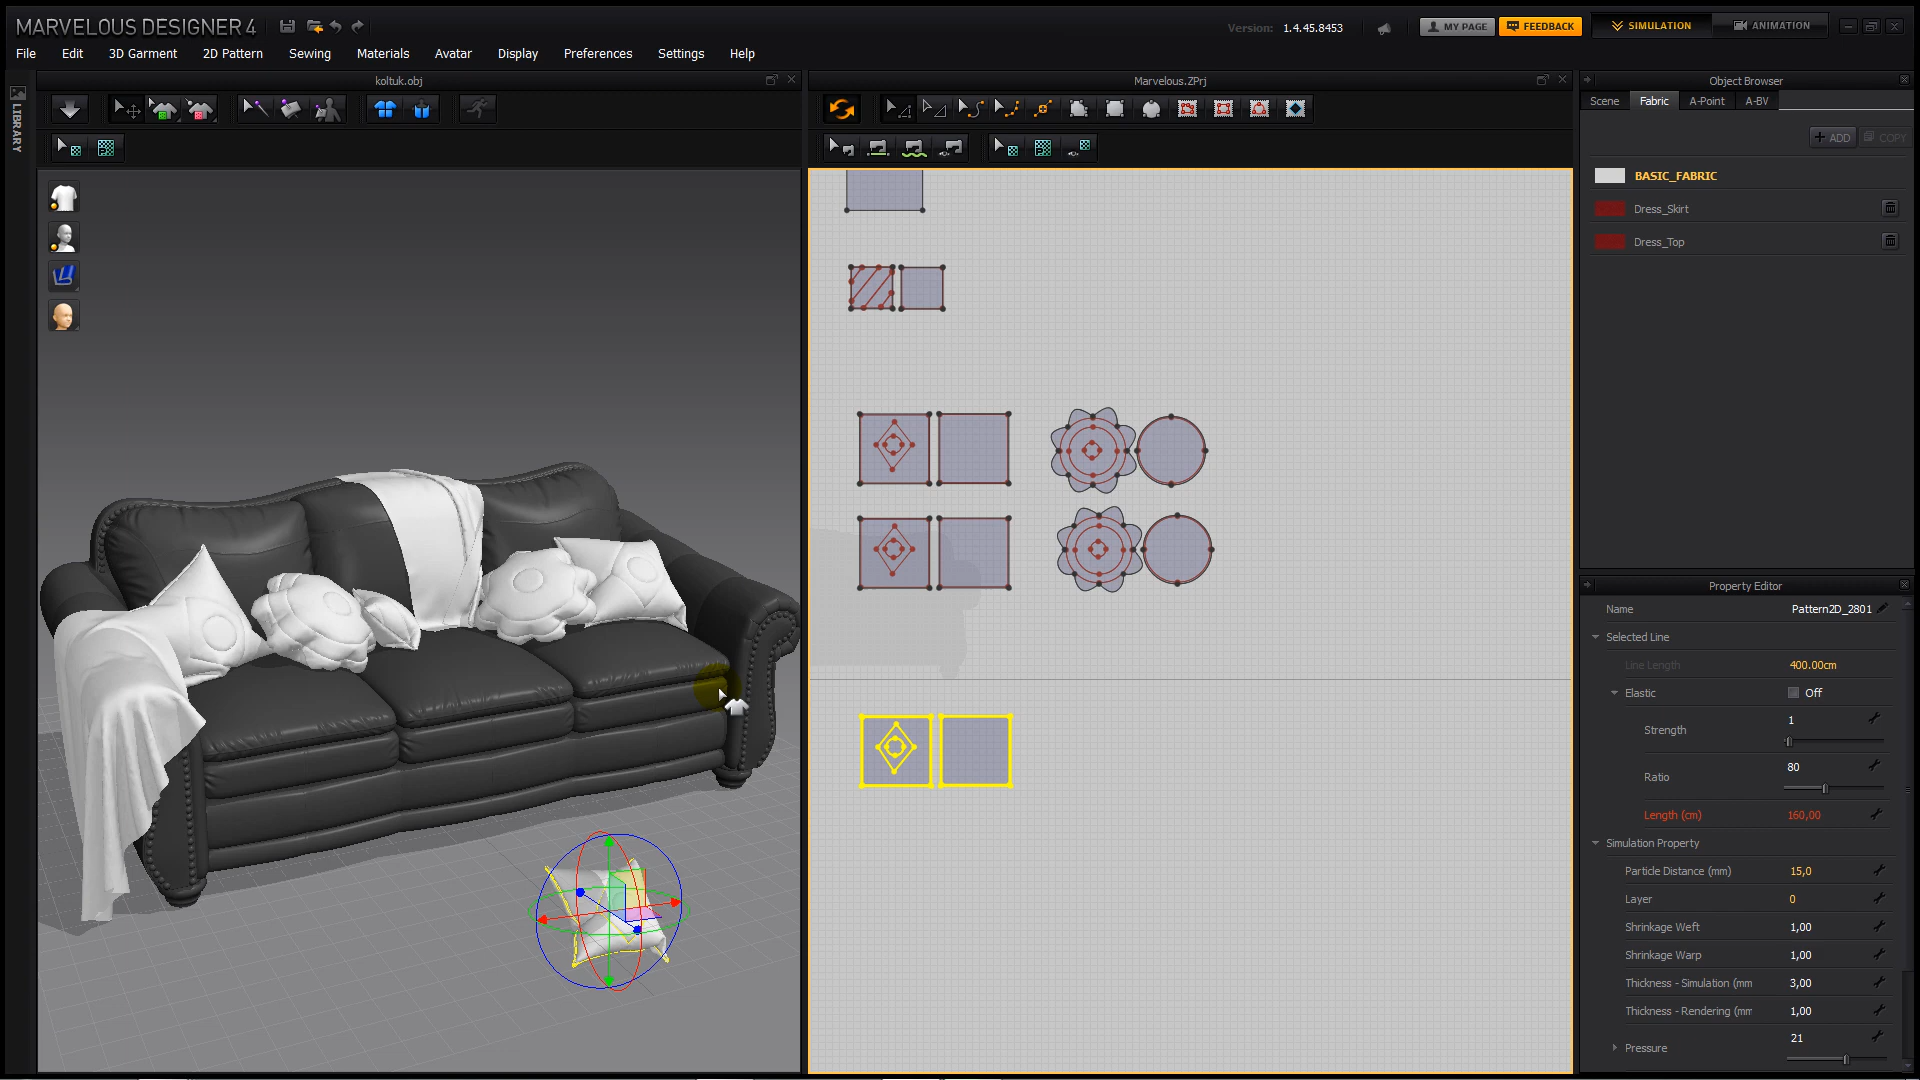 MARVELOUS DESIGNER 4
Version: 1.4.45.8453
MY PAGE
FEEDBACK
SIMULATION
ANIMATION
File Edit 3D Garment 2D Pattern Sewing Materials Avatar Display Preferences Settings Help
koltuk.obj
Marvelous.ZPrj
Object Browser
LIBRARY
Scene Fabric A-Point A-BV
+ ADD COPY
BASIC_FABRIC
Dress_Skirt
Dress_Top
Property Editor
Name Pattern2D_2801
Selected Line
Line Length 400.00cm
Elastic Off
Strength 1
Ratio 80
Length (cm) 160,00
Simulation Property
Particle Distance (mm) 15,0
Layer 0
Shrinkage Weft 1,00
Shrinkage Warp 1,00
Thickness - Simulation (mm 3,00
Thickness - Rendering (mm 1,00
Pressure 21